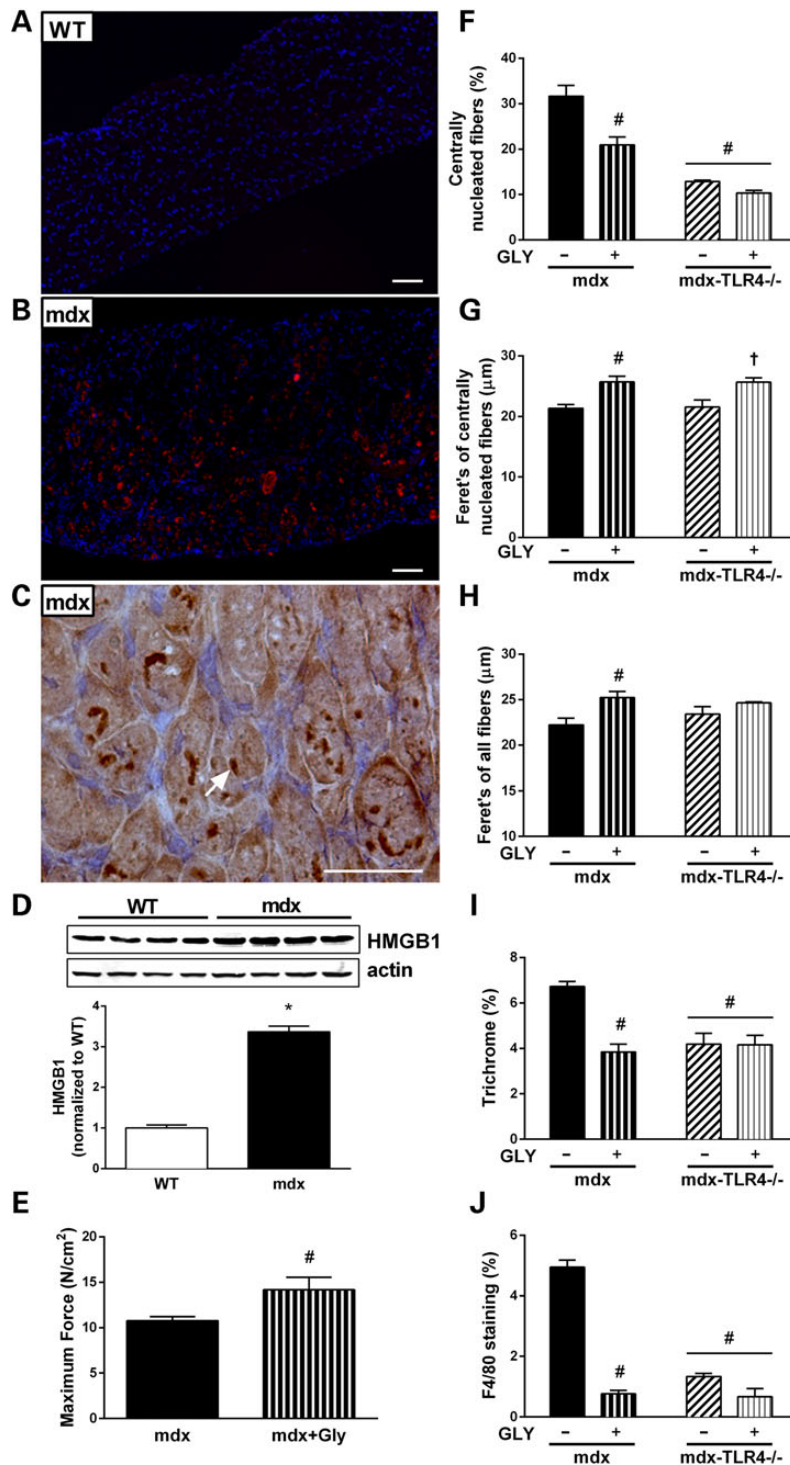 A
WT
B
mdx
C
mdx
D
WT
mdx
HMGB1
actin
HMGB1
(normalized to WT)
4
3
2
1
0
*
WT
mdx
E
Maximum Force (N/cm²)
20
15
10
5
0
#
mdx
mdx+Gly
F
Centrally
nucleated fibers (%)
40
30
20
10
0
#
#
GLY
− + − +
mdx
mdx-TLR4-/-
G
Feret's of centrally
nucleated fibers (μm)
30
20
10
0
#
†
GLY
− + − +
mdx
mdx-TLR4-/-
H
Feret's of all fibers (μm)
30
25
20
15
10
#
GLY
− + − +
mdx
mdx-TLR4-/-
I
Trichrome (%)
8
6
4
2
0
#
#
GLY
− + − +
mdx
mdx-TLR4-/-
J
F4/80 staining (%)
6
4
2
0
#
#
GLY
− + − +
mdx
mdx-TLR4-/-